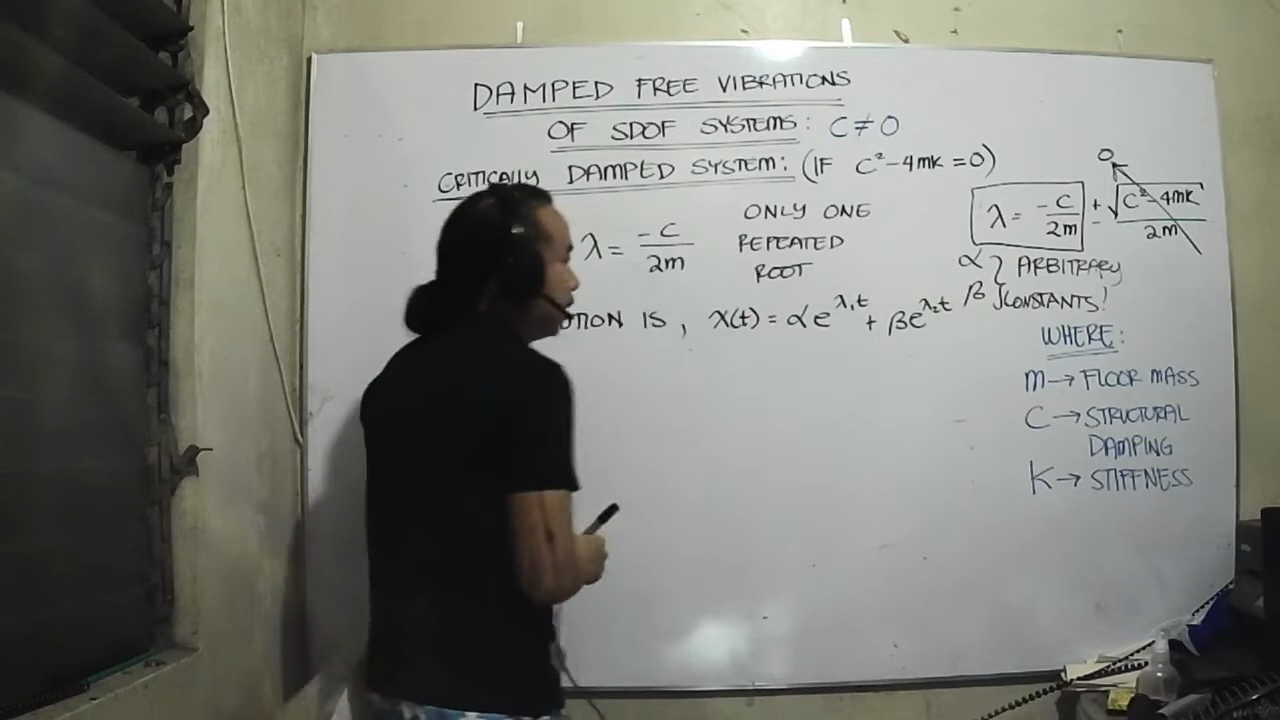 DAMPED FREE VIBRATIONS
OF SDOF SYSTEMS: C≠0
CRITICALLY DAMPED SYSTEM: (IF C²-4mk=0)
λ = -C/2m
ONLY ONE
REPEATED
ROOT
IS, x(t) = αe^λ₁t + βe^λ₂t
0
λ = -C/2m ± √C²-4mk/2m
α } ARBITRARY
β } CONSTANTS!
WHERE:
m→FLOOR MASS
C→STRUCTURAL
DAMPING
K→STIFFNESS